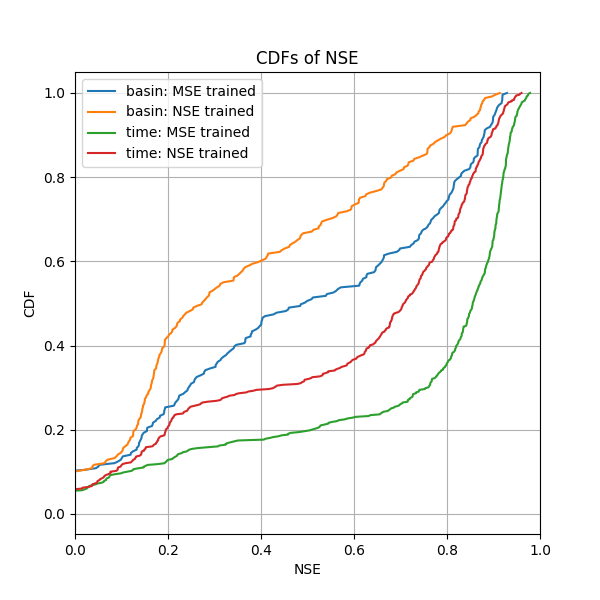 CDFs of NSE
basin: MSE trained
basin: NSE trained
time: MSE trained
time: NSE trained
1.0
0.8
0.6
0.4
0.2
0.0
CDF
0.0 0.2 0.4 0.6 0.8 1.0
NSE